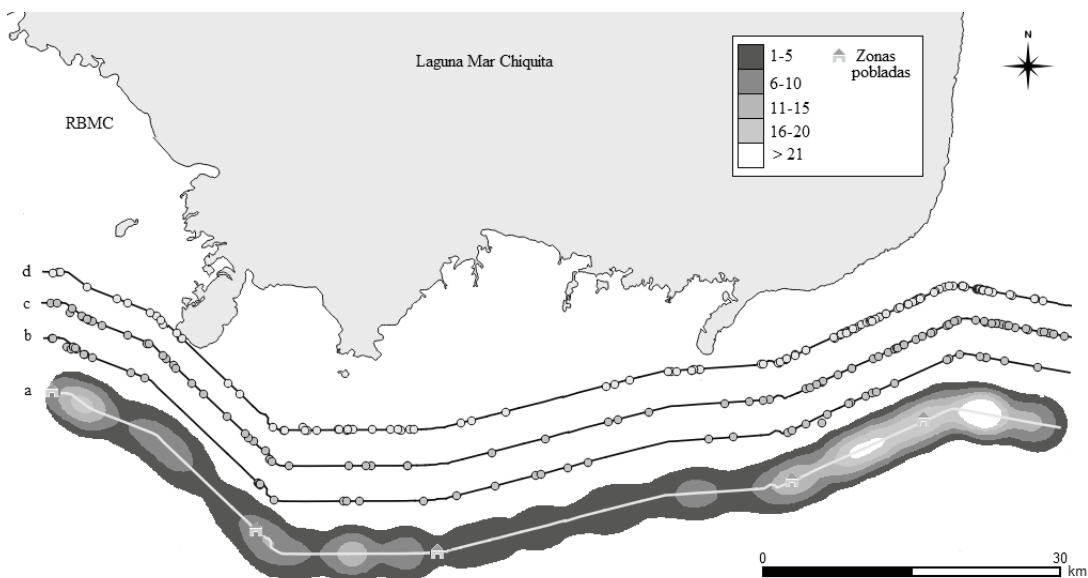 Laguna Mar Chiquita
RBMC
1-5
6-10
11-15
16-20
> 21
Zonas
pobladas
N
d
c
b
a
0
30
km